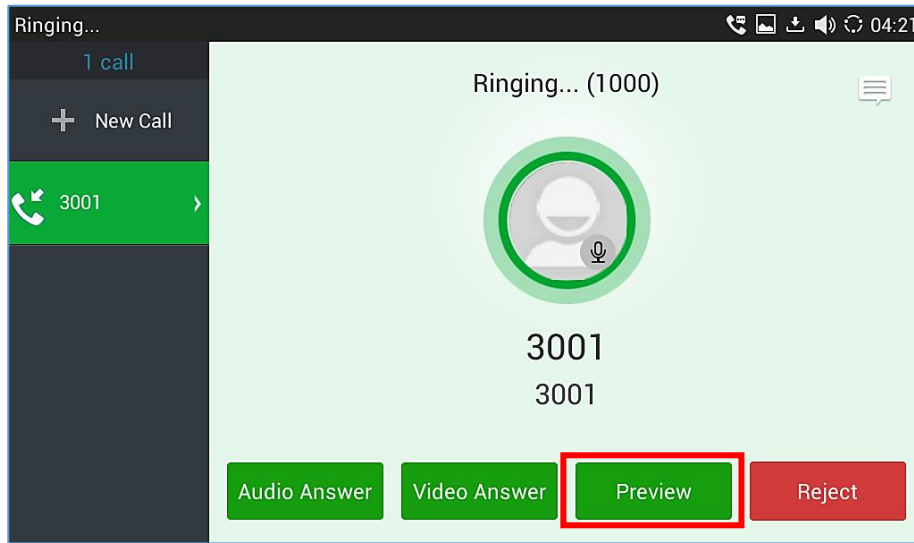 Ringing...
04:21
1 call
New Call
3001
Ringing... (1000)
3001
3001
Audio Answer
Video Answer
Preview
Reject